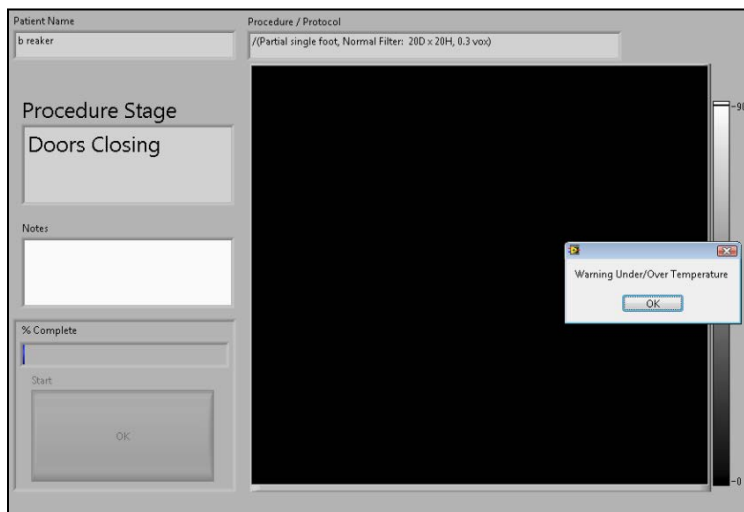 Patient Name
b reaker
Procedure / Protocol
/(Partial single foot, Normal Filter: 20D x 20H, 0.3 vox)
Procedure Stage
Doors Closing
Notes
% Complete
Start
OK
Warning Under/Over Temperature
OK
-0